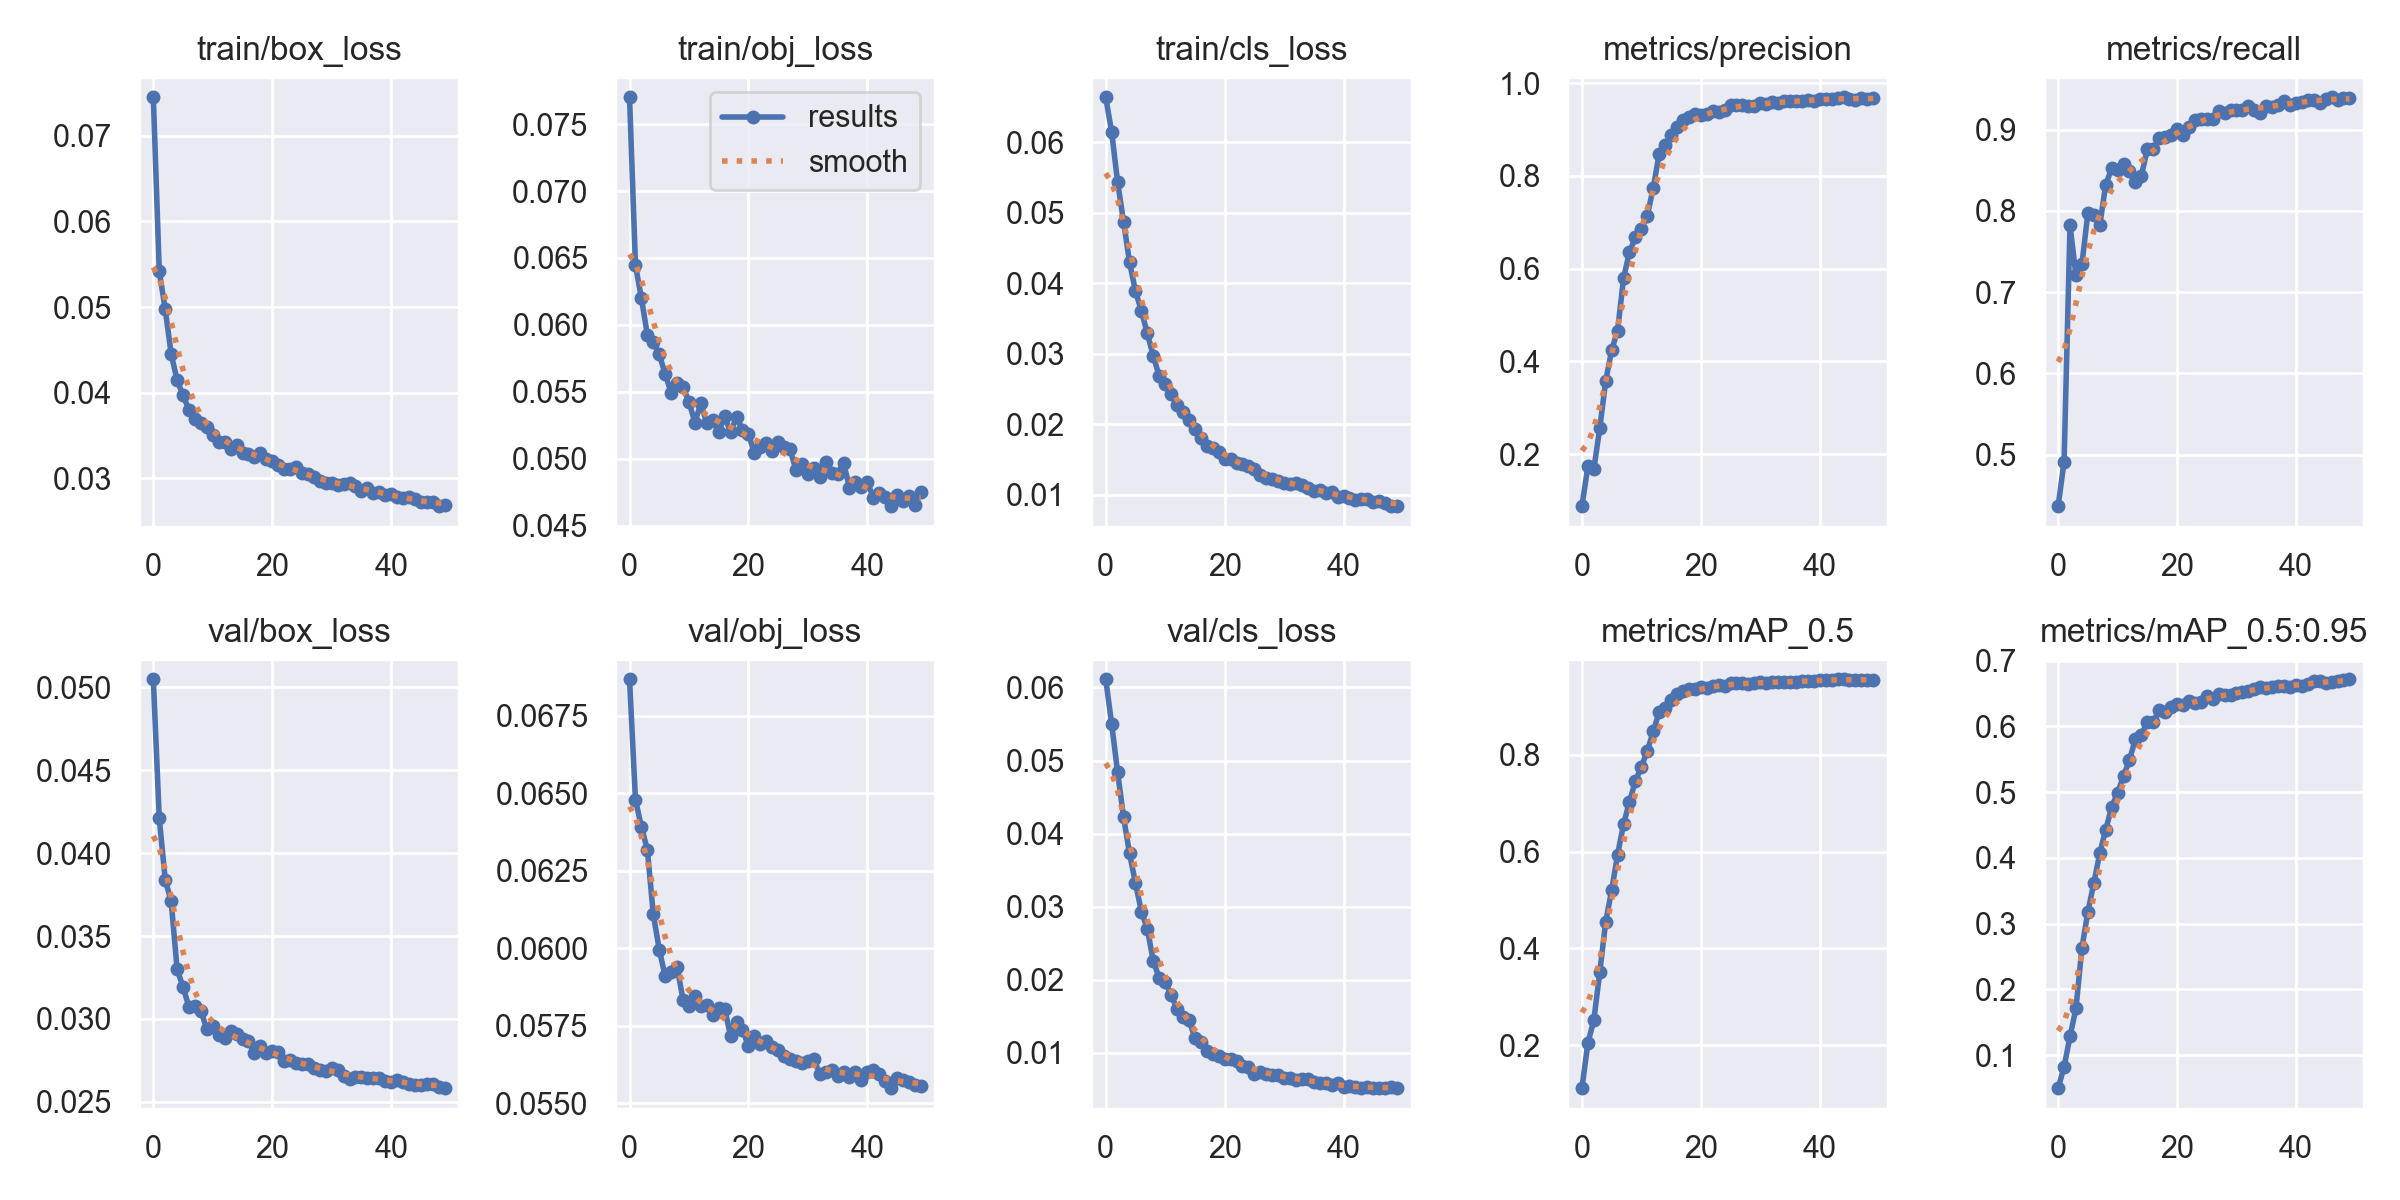 train/box_loss
0.07
0.06
0.05
0.04
0.03
0 20 40
train/obj_loss
results
smooth
0.075
0.070
0.065
0.060
0.055
0.050
0.045
0 20 40
train/cls_loss
0.06
0.05
0.04
0.03
0.02
0.01
0 20 40
metrics/precision
1.0
0.8
0.6
0.4
0.2
0 20 40
metrics/recall
0.9
0.8
0.7
0.6
0.5
0 20 40
val/box_loss
0.050
0.045
0.040
0.035
0.030
0.025
0 20 40
val/obj_loss
0.0675
0.0650
0.0625
0.0600
0.0575
0.0550
0 20 40
val/cls_loss
0.06
0.05
0.04
0.03
0.02
0.01
0 20 40
metrics/mAP_0.5
0.8
0.6
0.4
0.2
0 20 40
metrics/mAP_0.5:0.95
0.7
0.6
0.5
0.4
0.3
0.2
0.1
0 20 40